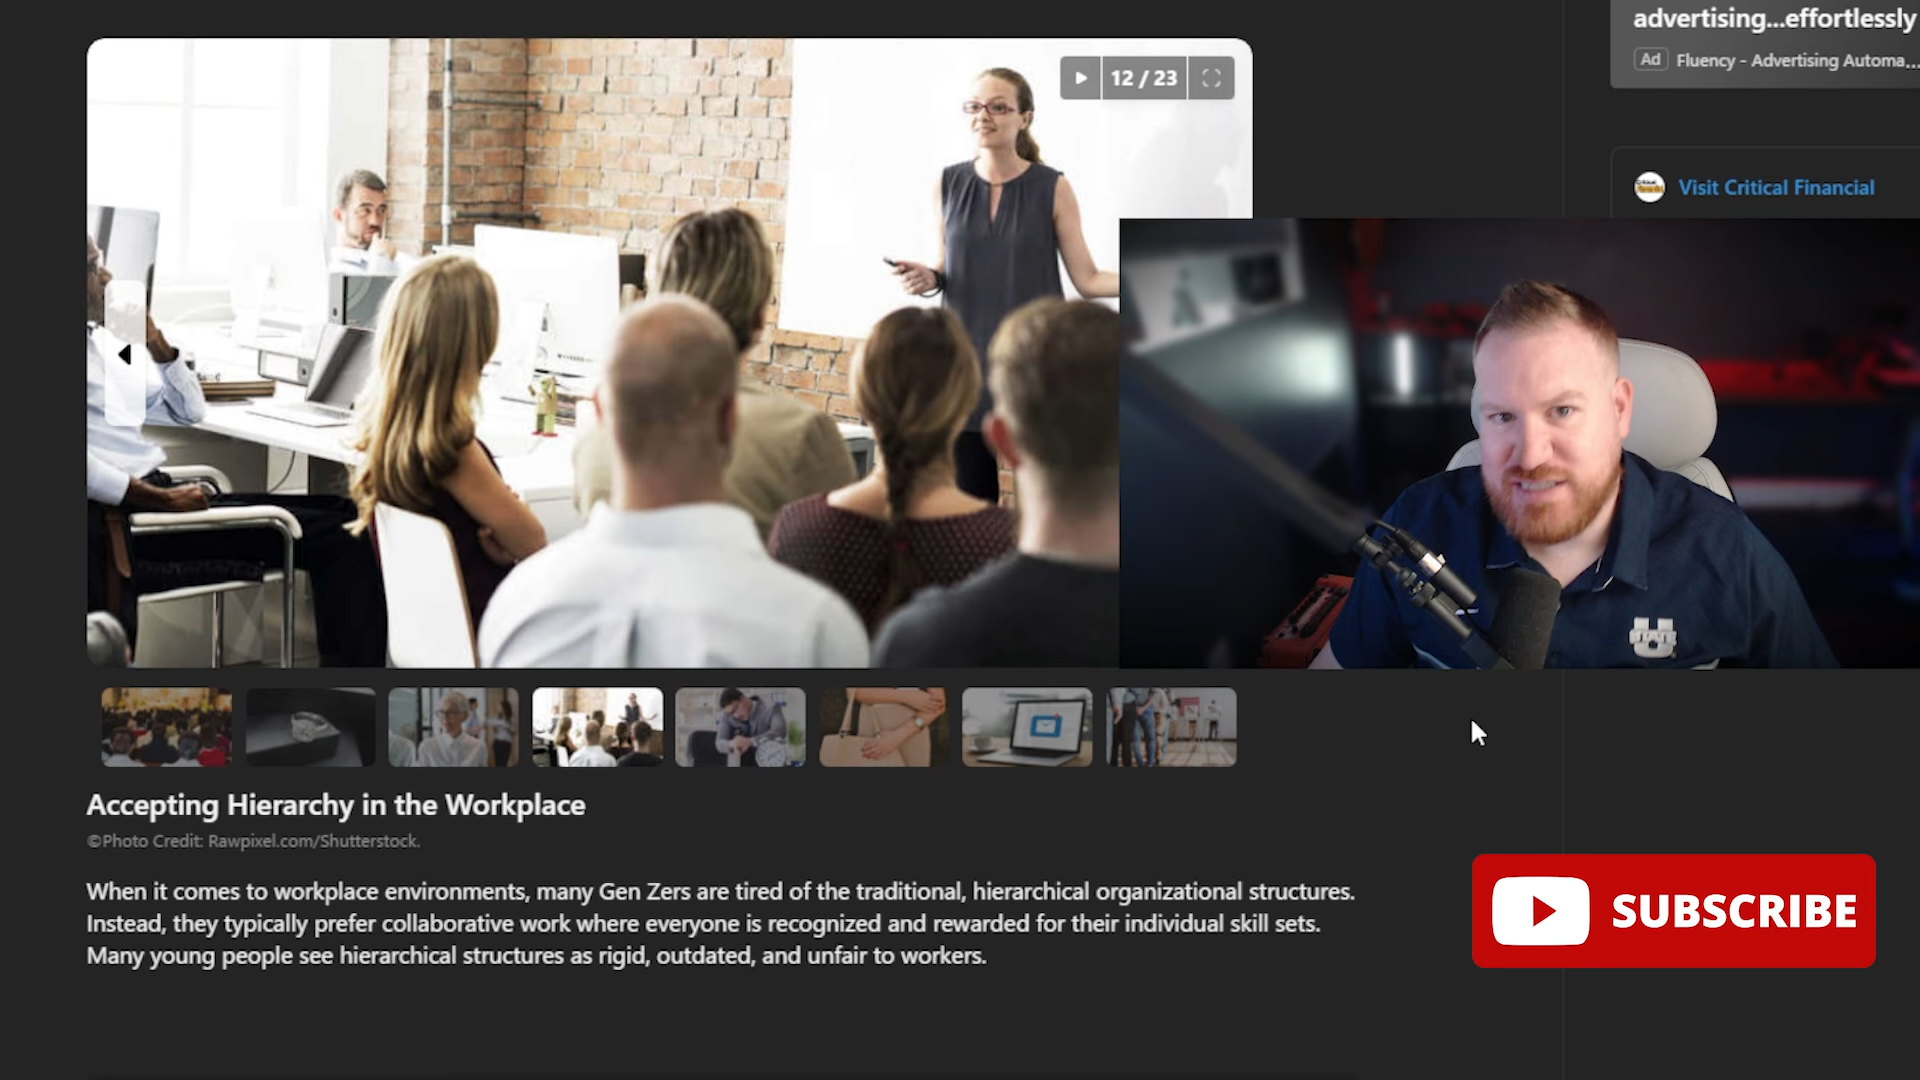 advertising...effortlessly
Ad Fluency - Advertising Automa...
12 / 23
Visit Critical Financial
U
STATE
Accepting Hierarchy in the Workplace
©Photo Credit: Rawpixel.com/Shutterstock.
When it comes to workplace environments, many Gen Zers are tired of the traditional, hierarchical organizational structures.
Instead, they typically prefer collaborative work where everyone is recognized and rewarded for their individual skill sets.
Many young people see hierarchical structures as rigid, outdated, and unfair to workers.
SUBSCRIBE